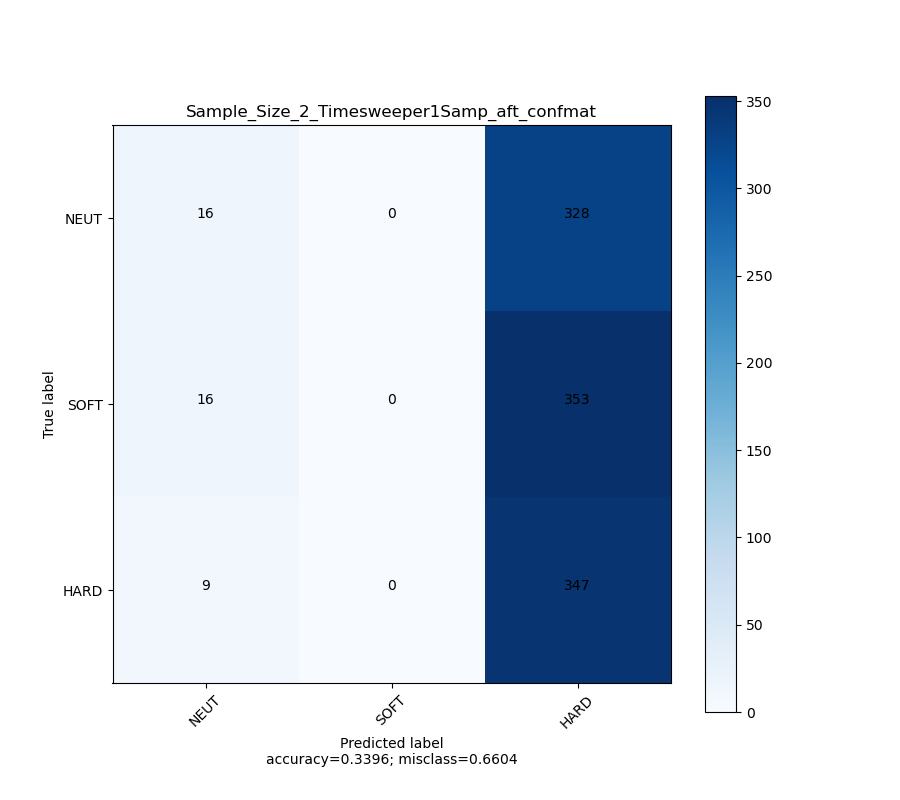 Sample_Size_2_Timesweeper1Samp_aft_confmat
350
300
250
200
150
100
50
0
True label
NEUT
16
0
328
SOFT
16
0
353
HARD
9
0
347
NEUT
SOFT
HARD
Predicted label
accuracy=0.3396; misclass=0.6604